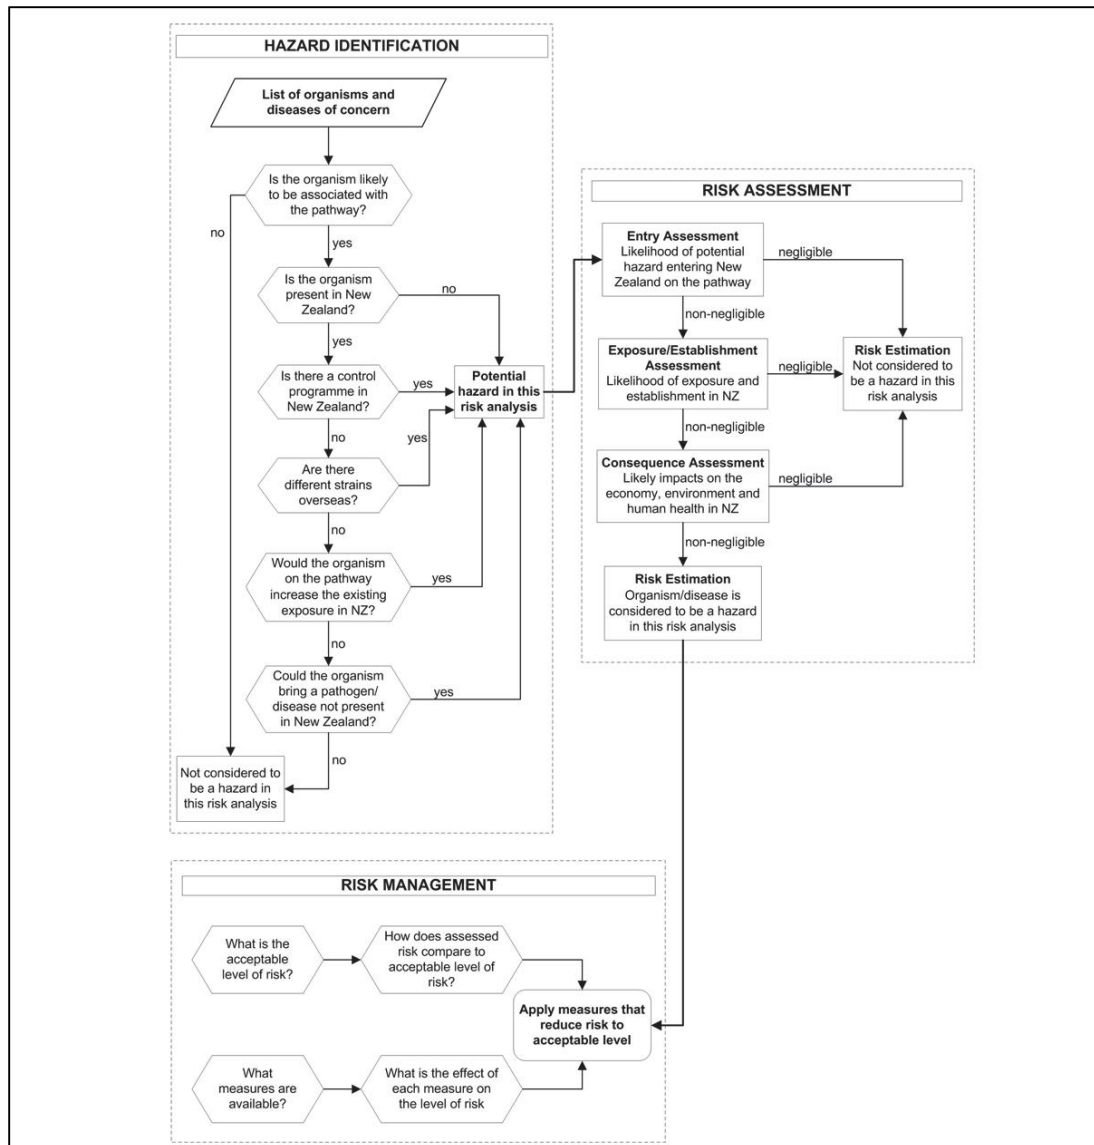 HAZARD IDENTIFICATION
List of organisms and
diseases of concern
Is the organism likely
to be associated with
the pathway?
no
yes
Is the organism
present in New
Zealand?
no
yes
Is there a control
programme in
New Zealand?
yes
Potential
hazard in this
risk analysis
no
yes
Are there
different strains
overseas?
no
Would the organism
on the pathway
increase the existing
exposure in NZ?
yes
no
Could the organism
bring a pathogen/
disease not present
in New Zealand?
yes
no
Not considered to
be a hazard in
this risk analysis
RISK ASSESSMENT
Entry Assessment
Likelihood of potential
hazard entering New
Zealand on the pathway
negligible
non-negligible
Exposure/Establishment
Assessment
Likelihood of exposure and
establishment in NZ
negligible
Risk Estimation
Not considered to
be a hazard in this
risk analysis
non-negligible
Consequence Assessment
Likely impacts on the
economy, environment and
human health in NZ
negligible
non-negligible
Risk Estimation
Organism/disease is
considered to be a hazard
in this risk analysis
RISK MANAGEMENT
What is the
acceptable
level of risk?
How does assessed
risk compare to
acceptable level of
risk?
Apply measures that
reduce risk to
acceptable level
What
measures are
available?
What is the effect of
each measure on
the level of risk